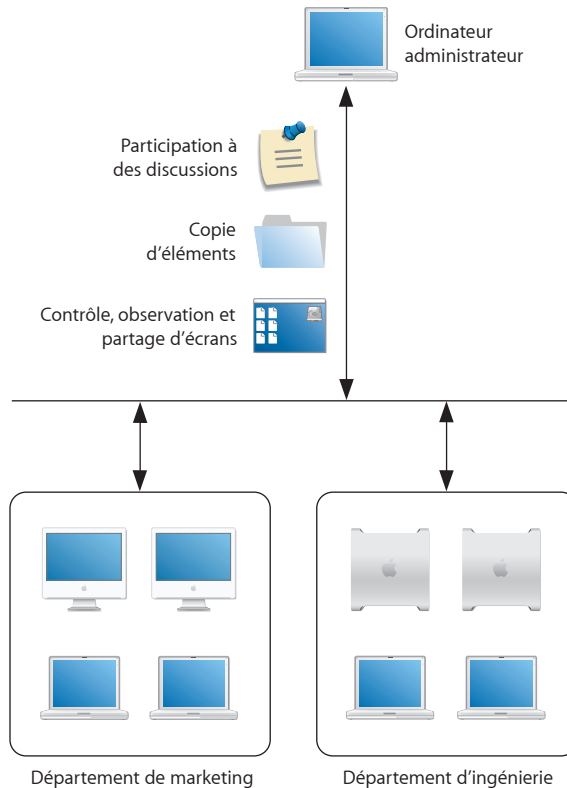 Ordinateur
administrateur
Participation à
des discussions
Copie
d’éléments
Contrôle, observation et
partage d’écrans
Département de marketing
Département d’ingénierie